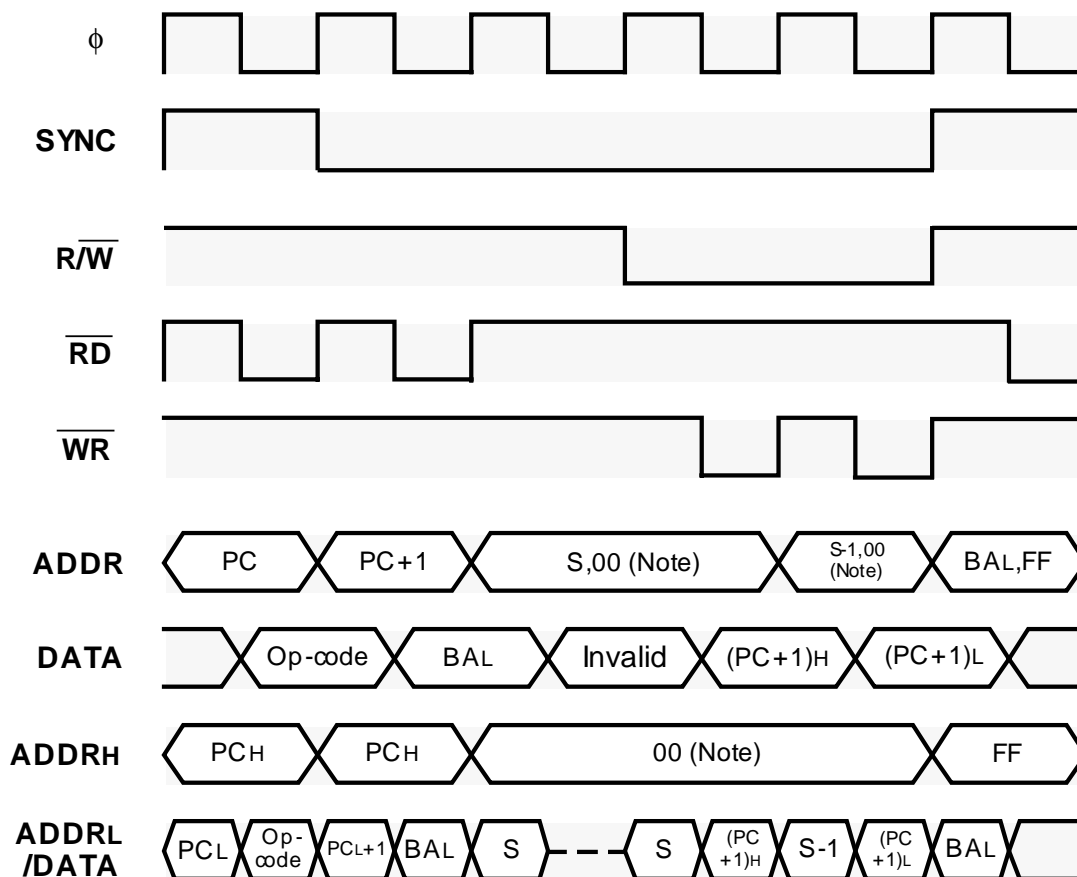 ϕ
SYNC
R/W
RD
WR
ADDR PC PC+1 S,00 (Note) S-1,00 (Note) BAL,FF
DATA Op-code BAL Invalid (PC+1)H (PC+1)L
ADDRH PCH PCH 00 (Note) FF
ADDRL /DATA PCL Op-code PCL+1 BAL S S (PC +1)H S-1 (PC +1)L BAL